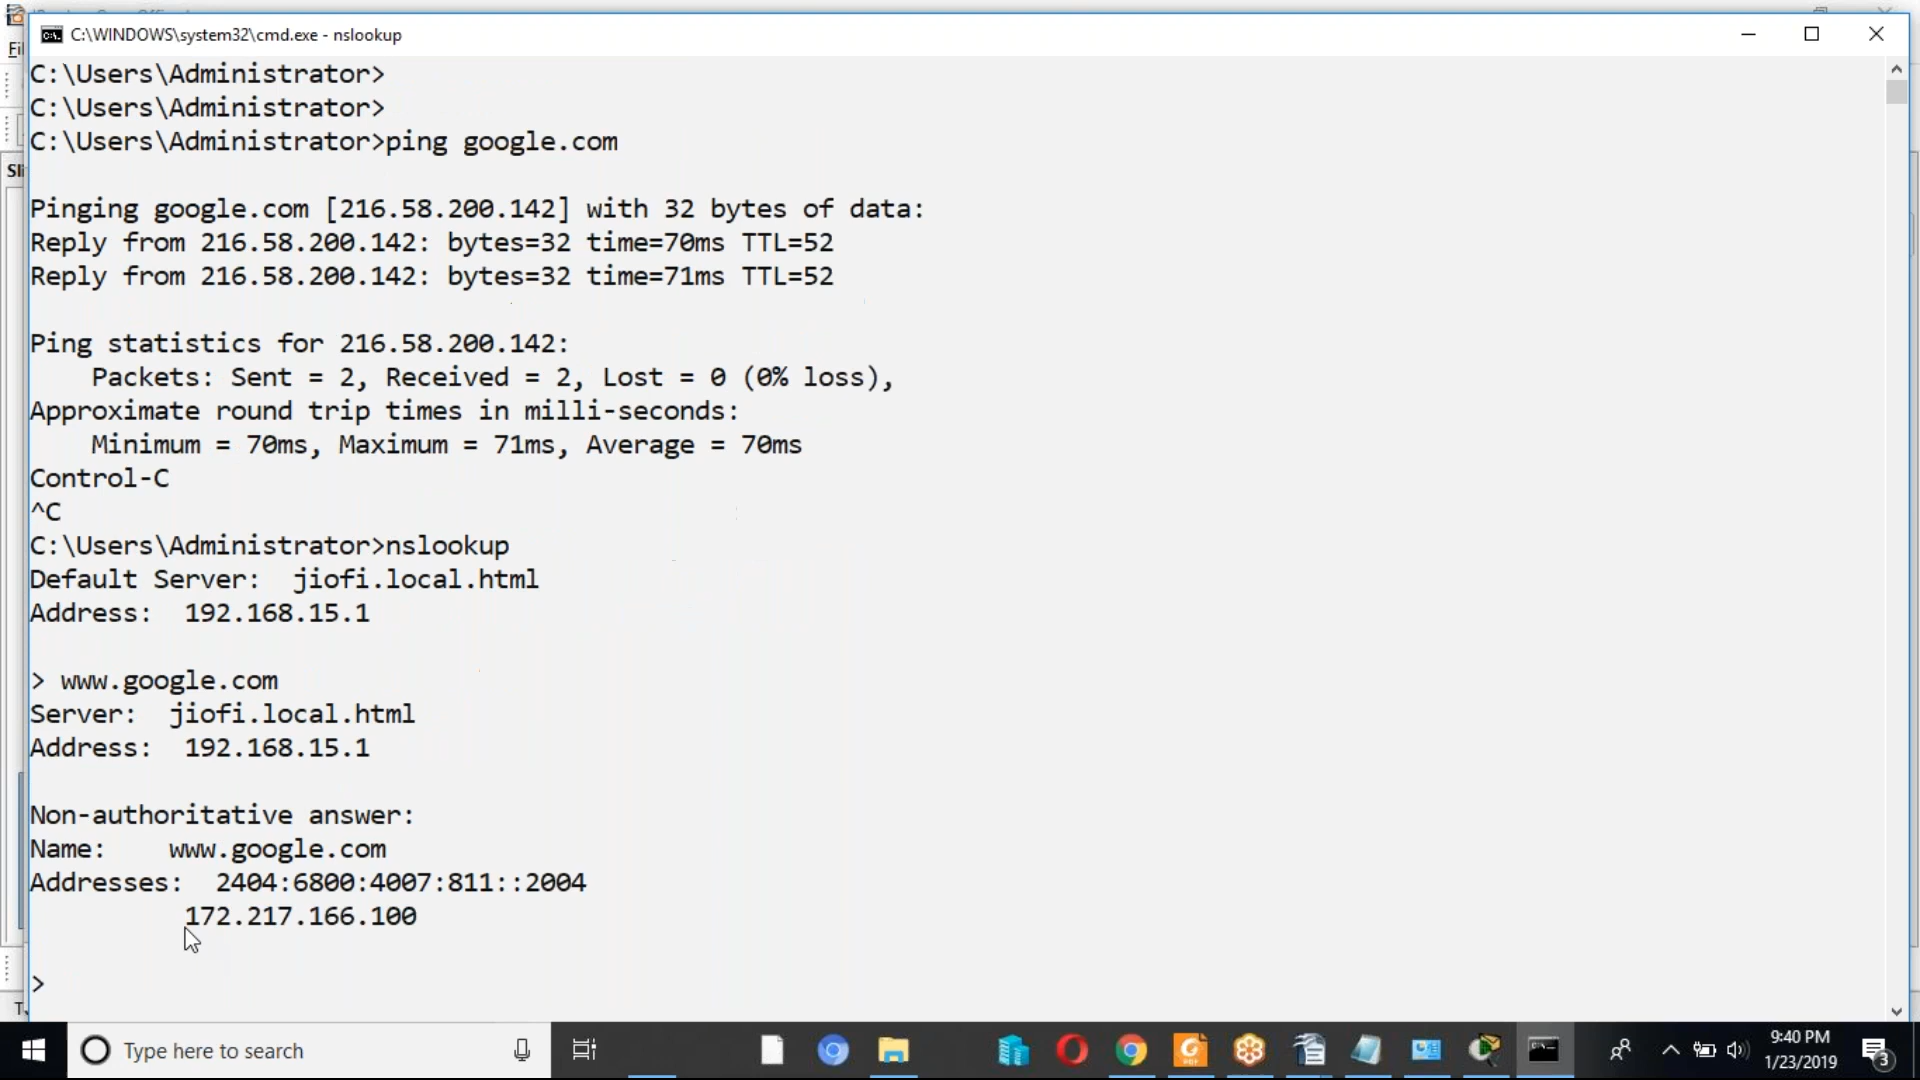 C:\WINDOWS\system32\cmd.exe - nslookup
C:\Users\Administrator>
C:\Users\Administrator>
C:\Users\Administrator>ping google.com
Pinging google.com [216.58.200.142] with 32 bytes of data:
Reply from 216.58.200.142: bytes=32 time=70ms TTL=52
Reply from 216.58.200.142: bytes=32 time=71ms TTL=52
Ping statistics for 216.58.200.142:
Packets: Sent = 2, Received = 2, Lost = 0 (0% loss),
Approximate round trip times in milli-seconds:
Minimum = 70ms, Maximum = 71ms, Average = 70ms
Control-C
^C
C:\Users\Administrator>nslookup
Default Server:  jiofi.local.html
Address:  192.168.15.1
> www.google.com
Server:  jiofi.local.html
Address:  192.168.15.1
Non-authoritative answer:
Name:    www.google.com
Addresses:  2404:6800:4007:811::2004
172.217.166.100
>
Type here to search
9:40 PM
1/23/2019
3